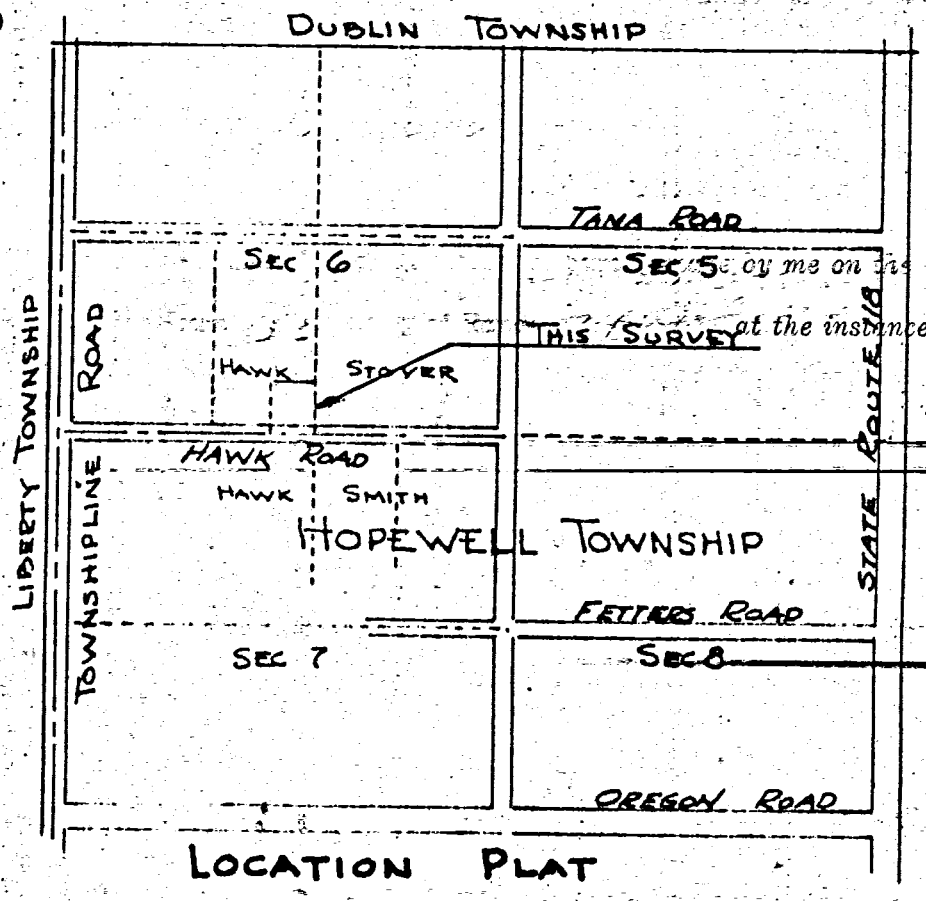 DUBLIN TOWNSHIP
TANA ROAD
SEC 6
SEC 5
by me on the
THIS SURVEY
at the instance
HAWK
STOVER
LIBERTY TOWNSHIP
TOWNSHIPLINE ROAD
STATE ROUTE 118
HAWK ROAD
HAWK
SMITH
HOPEWELL TOWNSHIP
FETTERS ROAD
SEC 7
SEC 8
OREGON ROAD
LOCATION PLAT